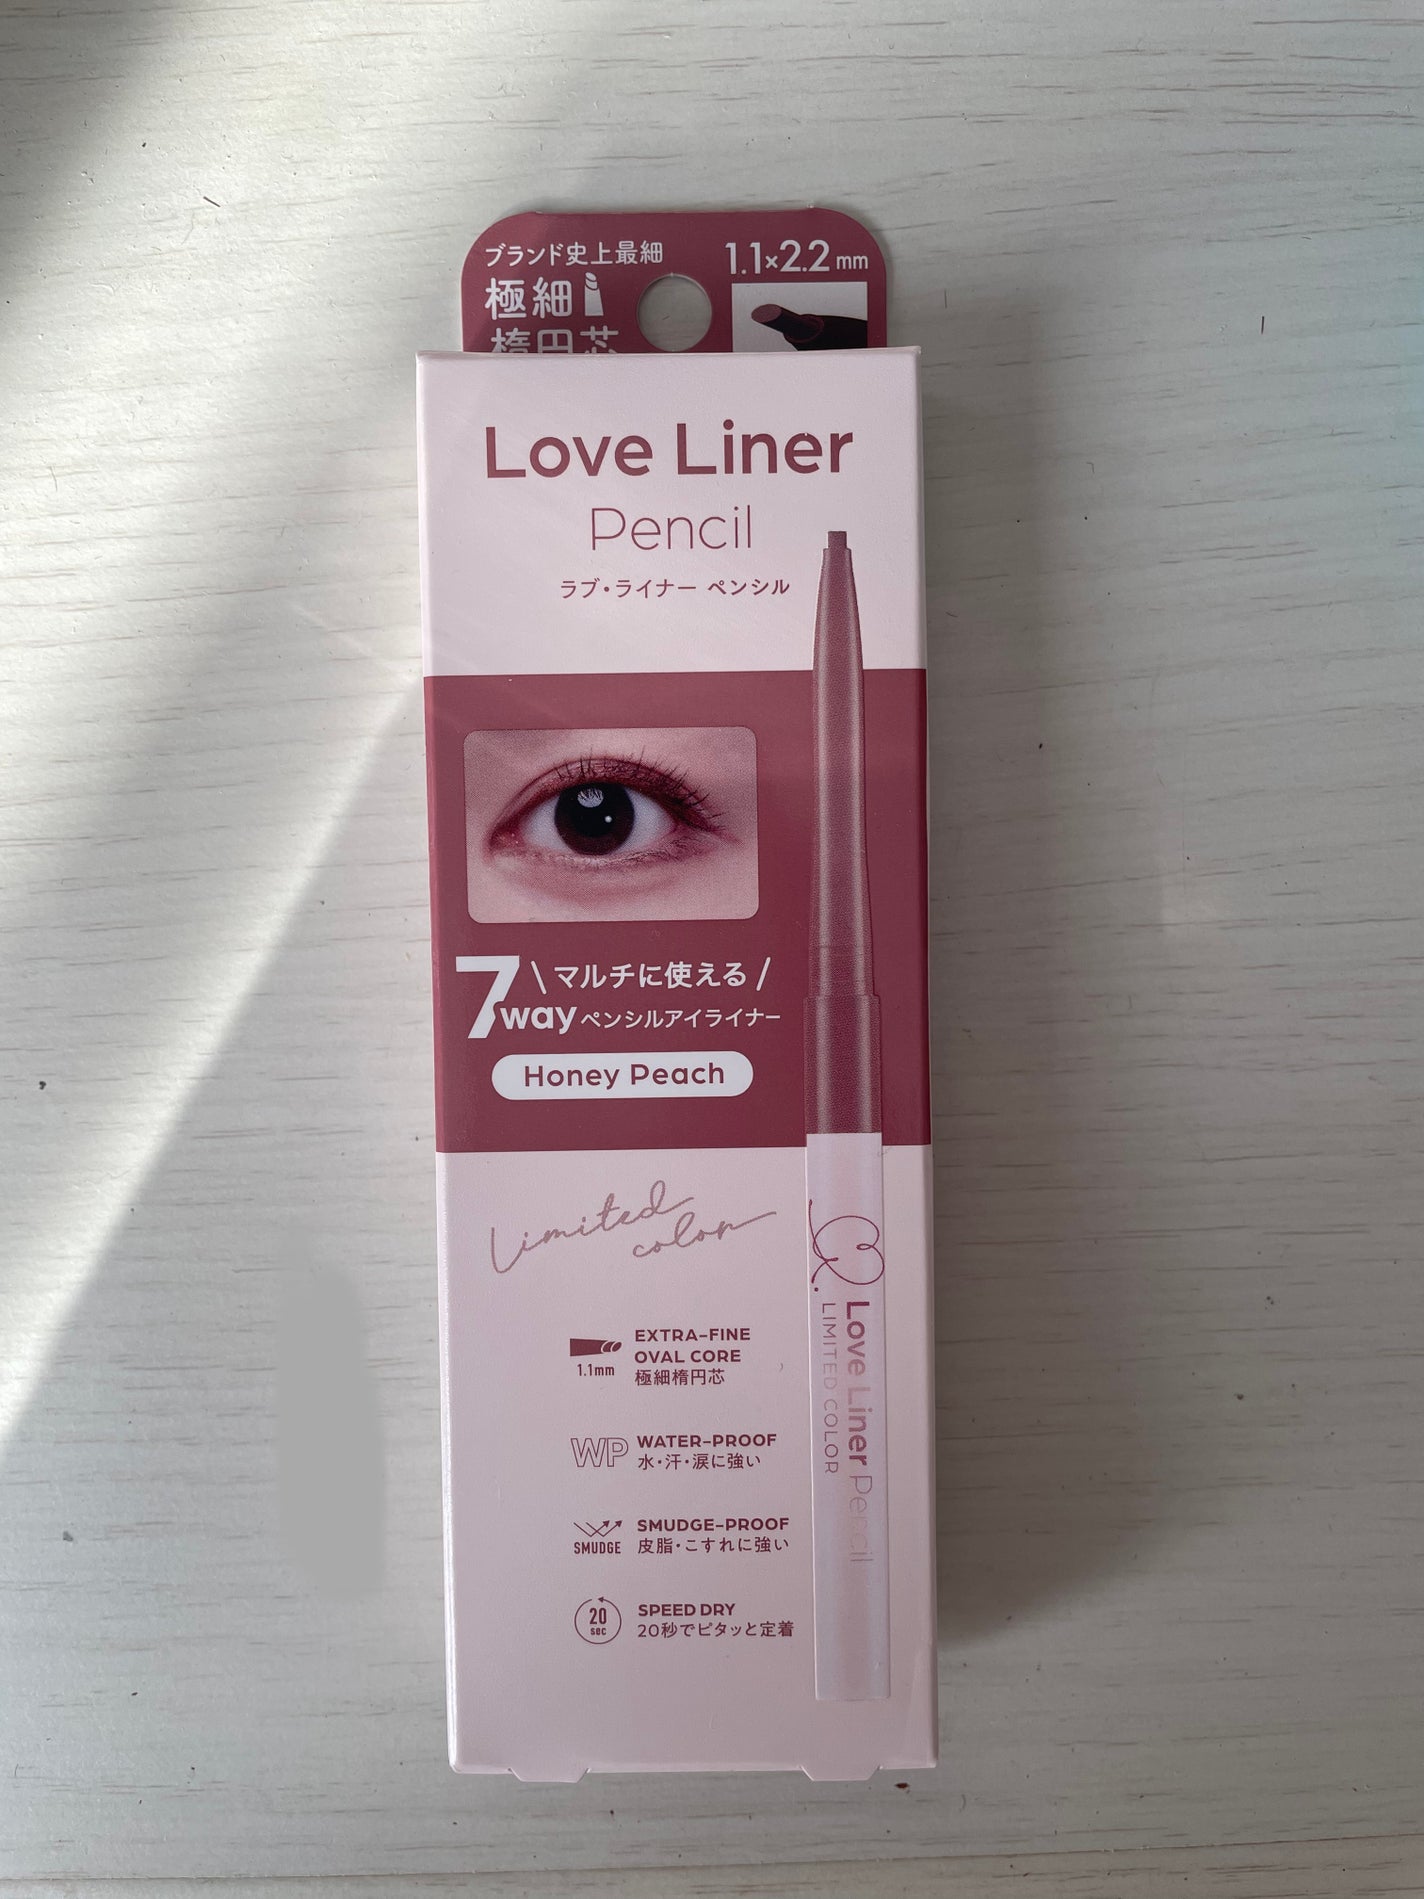 ブランド史上最細
極細
楕円芯
1.1×2.2mm
Love Liner
Pencil
ラブ・ライナー ペンシル
7way
\ マルチに使える /
ペンシルアイライナー
Honey Peach
Limited
color
1.1mm
EXTRA-FINE
OVAL CORE
極細楕円芯
WP
WATER-PROOF
水・汗・涙に強い
SMUDGE
SMUDGE-PROOF
皮脂・こすれに強い
20
sec
SPEED DRY
20秒でピタッと定着
Love Liner Pencil
LIMITED COLOR